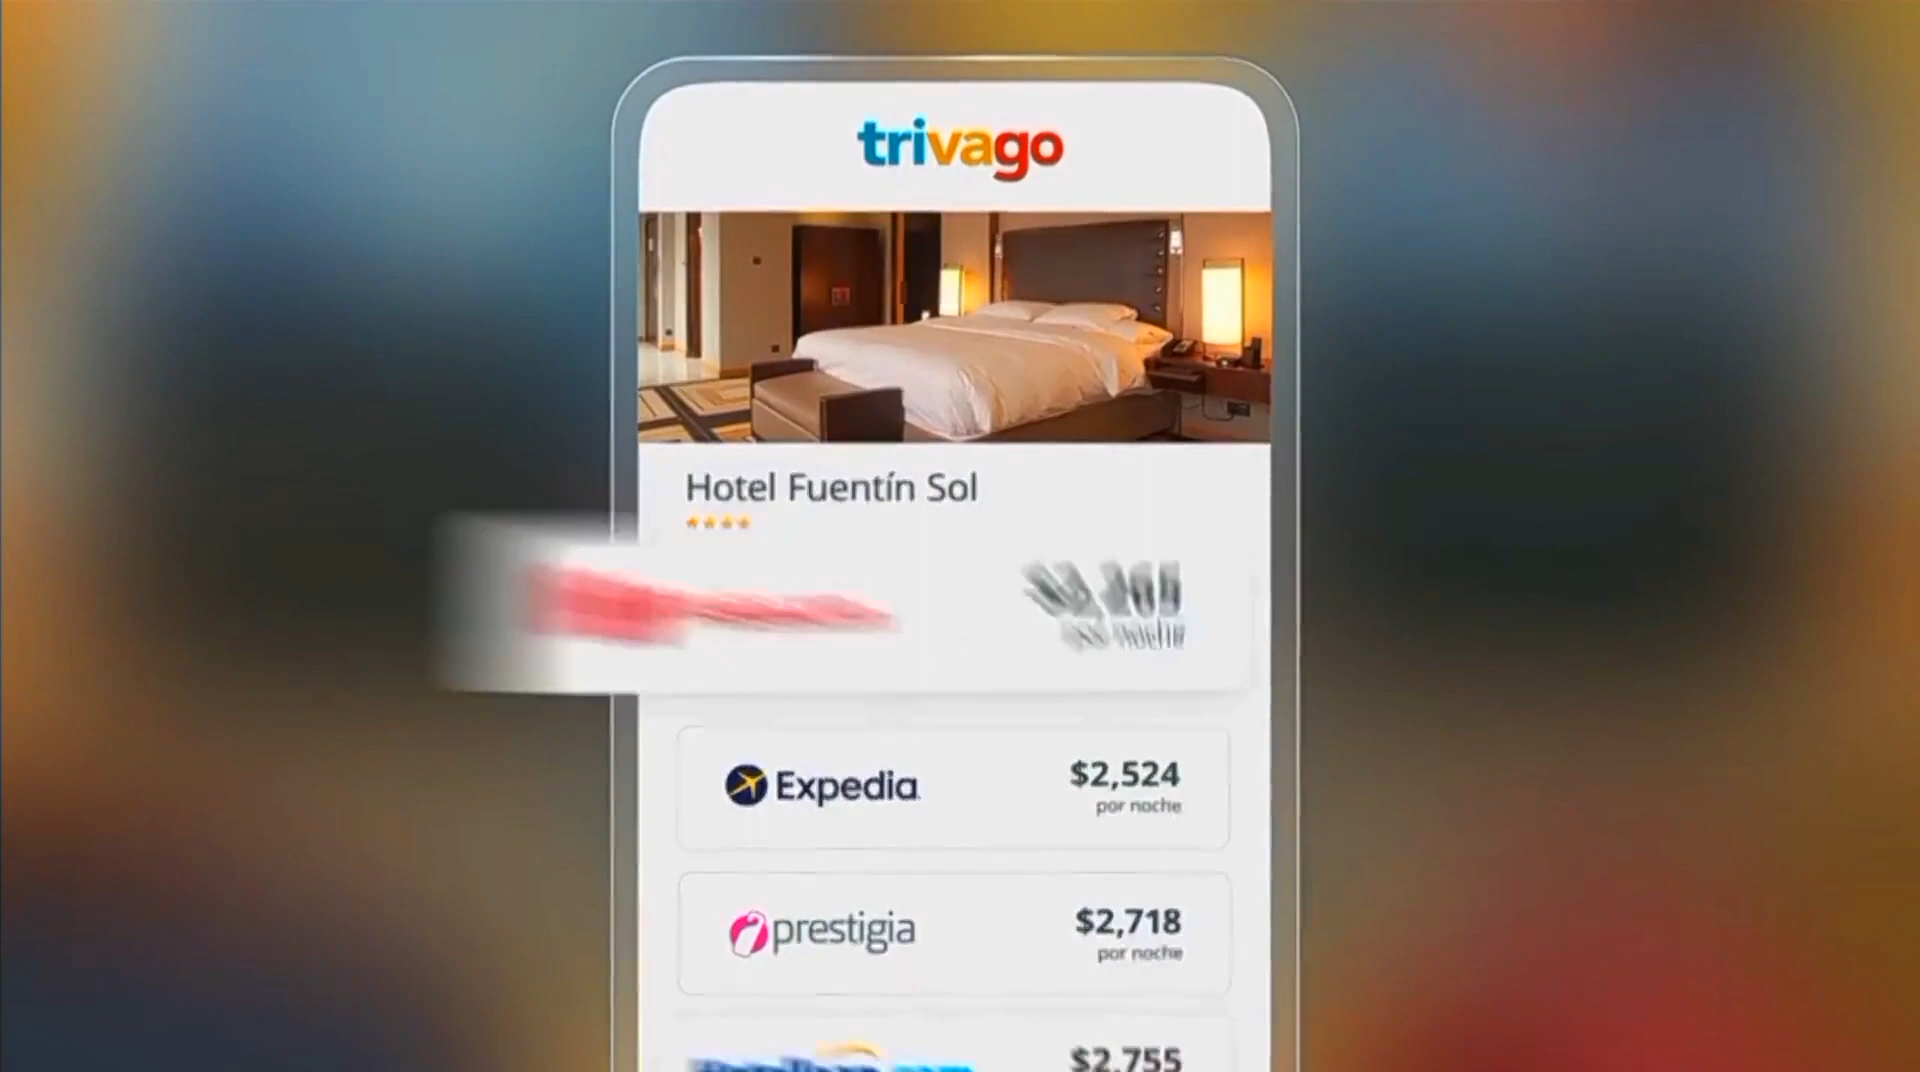 trivago
Hotel Fuentín Sol
Expedia
$2,524
por noche
prestigia
$2,718
por noche
$2,755